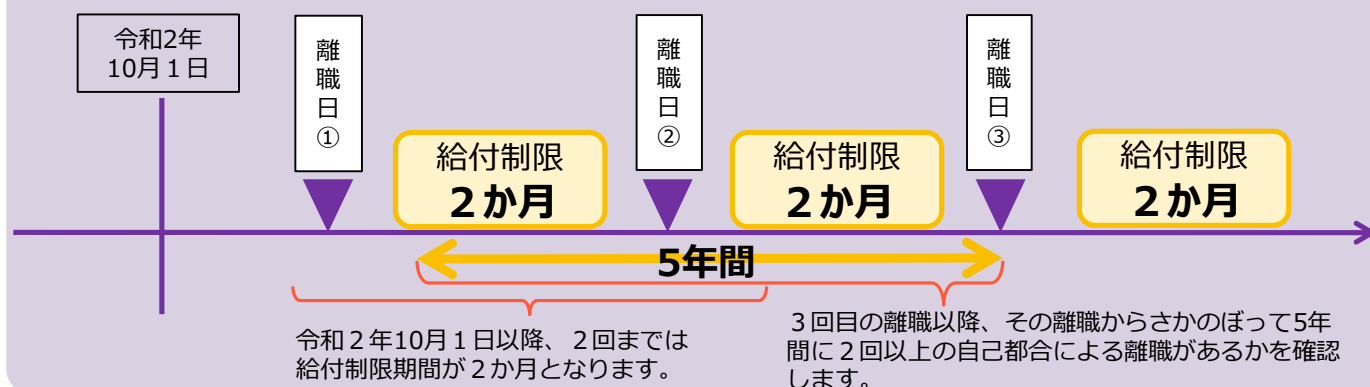 令和2年
10月１日
離職日①
離職日②
離職日③
給付制限
２か月
給付制限
２か月
給付制限
２か月
5年間
令和２年10月１日以降、２回までは
給付制限期間が２か月となります。
３回目の離職以降、その離職からさかのぼって5年
間に２回以上の自己都合による離職があるかを確認
します。